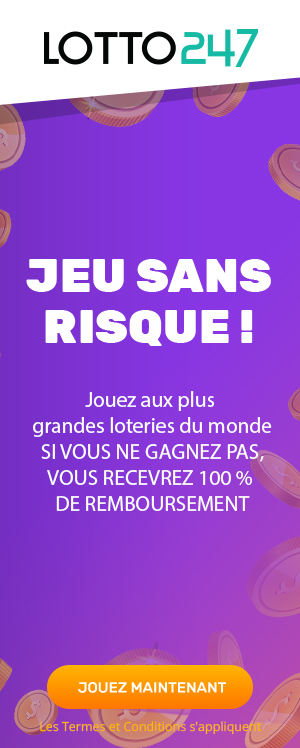 LOTTO247
JEU SANS
RISQUE !
Jouez aux plus
grandes loteries du monde
SI VOUS NE GAGNEZ PAS,
VOUS RECEVREZ 100 %
DE REMBOURSEMENT
JOUEZ MAINTENANT
Les Termes et Conditions s'appliquent